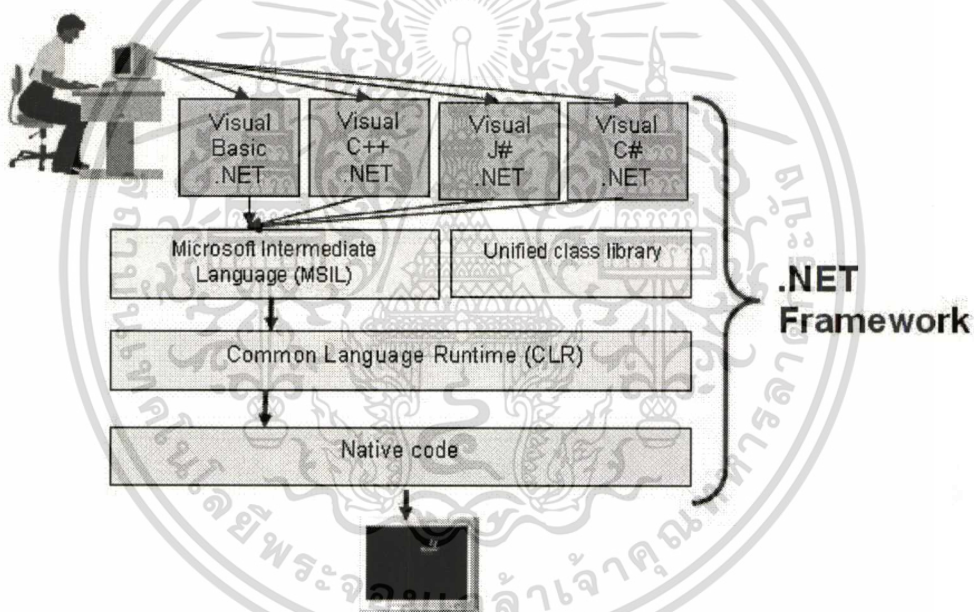 Visual
Basic
.NET
Visual
C++
.NET
Visual
J#
.NET
Visual
C#
.NET
Microsoft Intermediate
Language (MSIL)
Unified class library
.NET
Framework
Common Language Runtime (CLR)
Native code